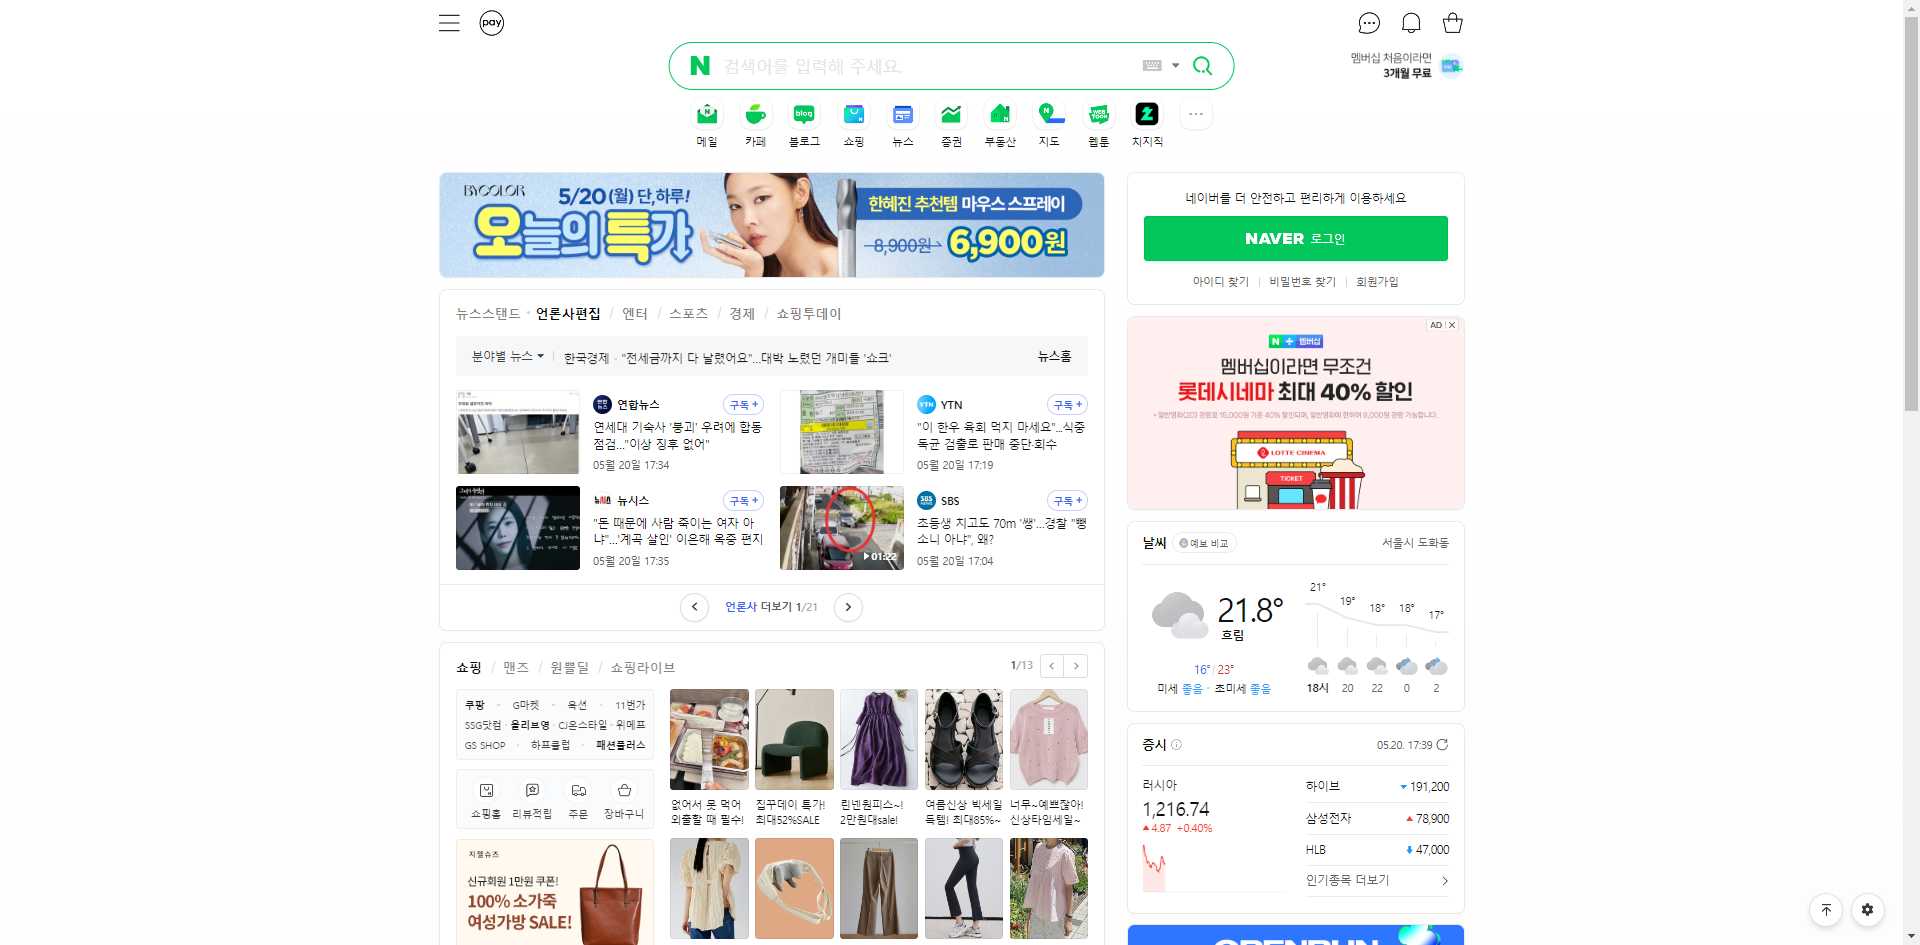 pay
N 검색어를 입력해 주세요.
멤버십 처음이라면
3개월 무료
메일
카페
blog
블로그
쇼핑
뉴스
증권
부동산
지도
WEB TOON
웹툰
치지직
BYCOLOR
5/20(월) 단,하루!
오늘의 특가
한혜진 추천템 마우스 스프레이
8,900원 6,900원
네이버를 더 안전하고 편리하게 이용하세요
NAVER 로그인
아이디 찾기 | 비밀번호 찾기 | 회원가입
뉴스스탠드 · 언론사편집 / 엔터 / 스포츠 / 경제 / 쇼핑투데이
분야별 뉴스
한국경제 · "전세금까지 다 날렸어요"...대박 노렸던 개미들 '쇼크'
뉴스홈
연합뉴스
구독 +
연세대 기숙사 '붕괴' 우려에 합동
점검..."이상 징후 없어"
05월 20일 17:34
YTN
구독 +
"이 한우 육회 먹지 마세요"...식중
독균 검출로 판매 중단·회수
05월 20일 17:19
뉴시스
구독 +
"돈 때문에 사람 죽이는 여자 아
냐"...'계곡 살인' 이은해 옥중 편지
05월 20일 17:35
01:22
SBS
구독 +
초등생 치고도 70m '쌩'...경찰 "뺑
소니 아냐", 왜?
05월 20일 17:04
언론사 더보기 1/21
AD
N + 멤버십
멤버십이라면 무조건
롯데시네마 최대 40% 할인
LOTTE CINEMA
TICKET
날씨
예보 비교
서울시 도화동
21.8°
흐림
16° / 23°
미세 좋음 · 초미세 좋음
21° 19° 18° 18° 17°
18시 20 22 0 2
쇼핑 / 맨즈 / 원쁠딜 / 쇼핑라이브
1/13
쿠팡 · G마켓 · 옥션 · 11번가
SSG닷컴 · 올리브영 · CJ온스타일 · 위메프
GS SHOP · 하프클럽 · 패션플러스
쇼핑홈
리뷰적립
주문
장바구니
지젤슈즈
신규회원 1만원 쿠폰!
100% 소가죽
여성가방 SALE!
없어서 못 먹어
외출할 때 필수!
집꾸데이 특가!
최대52%SALE
린넨원피스~!
2만원대sale!
여름신상 빅세일
득템! 최대85%~
너무~예쁘잖아!
신상타임세일~
증시
05.20. 17:39
러시아
1,216.74
4.87 +0.40%
하이브 191,200
삼성전자 78,900
HLB 47,000
인기종목 더보기